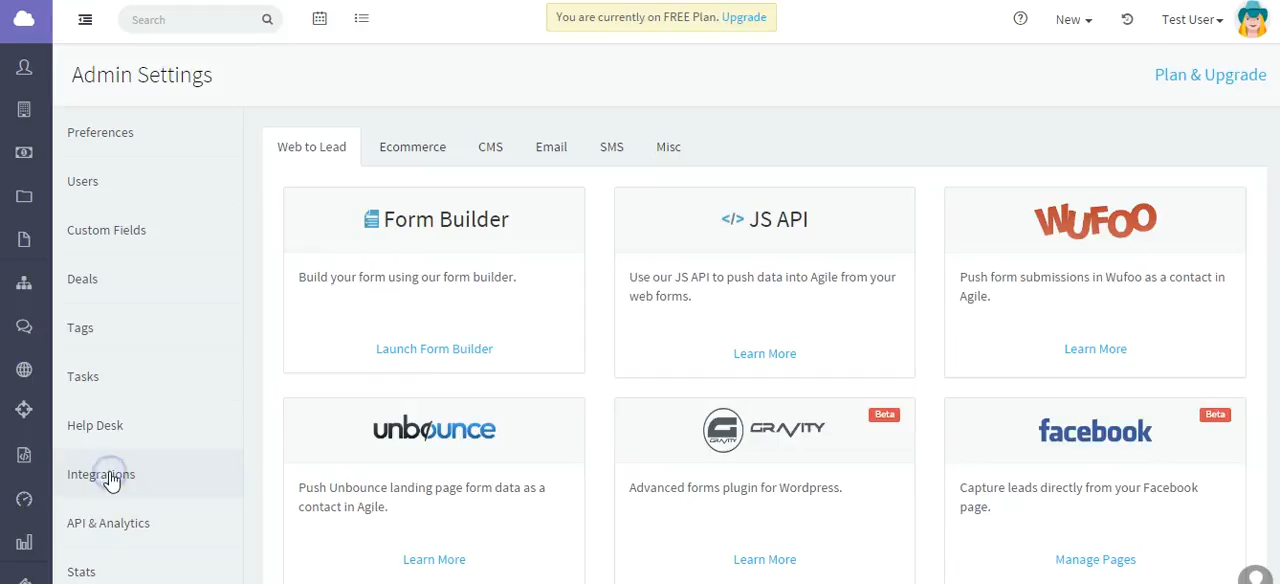 Search
You are currently on FREE Plan. Upgrade
New
Test User
Admin Settings
Plan & Upgrade
Preferences
Users
Custom Fields
Deals
Tags
Tasks
Help Desk
Integrations
API & Analytics
Stats
Web to Lead
Ecommerce
CMS
Email
SMS
Misc
Form Builder
Build your form using our form builder.
Launch Form Builder
</> JS API
Use our JS API to push data into Agile from your
web forms.
Learn More
WUFOO
Push form submissions in Wufoo as a contact in
Agile.
Learn More
unbounce
Push Unbounce landing page form data as a
contact in Agile.
Learn More
Beta
GRAVITY
GRAVITY
Advanced forms plugin for Wordpress.
Learn More
Beta
facebook
Capture leads directly from your Facebook
page.
Manage Pages